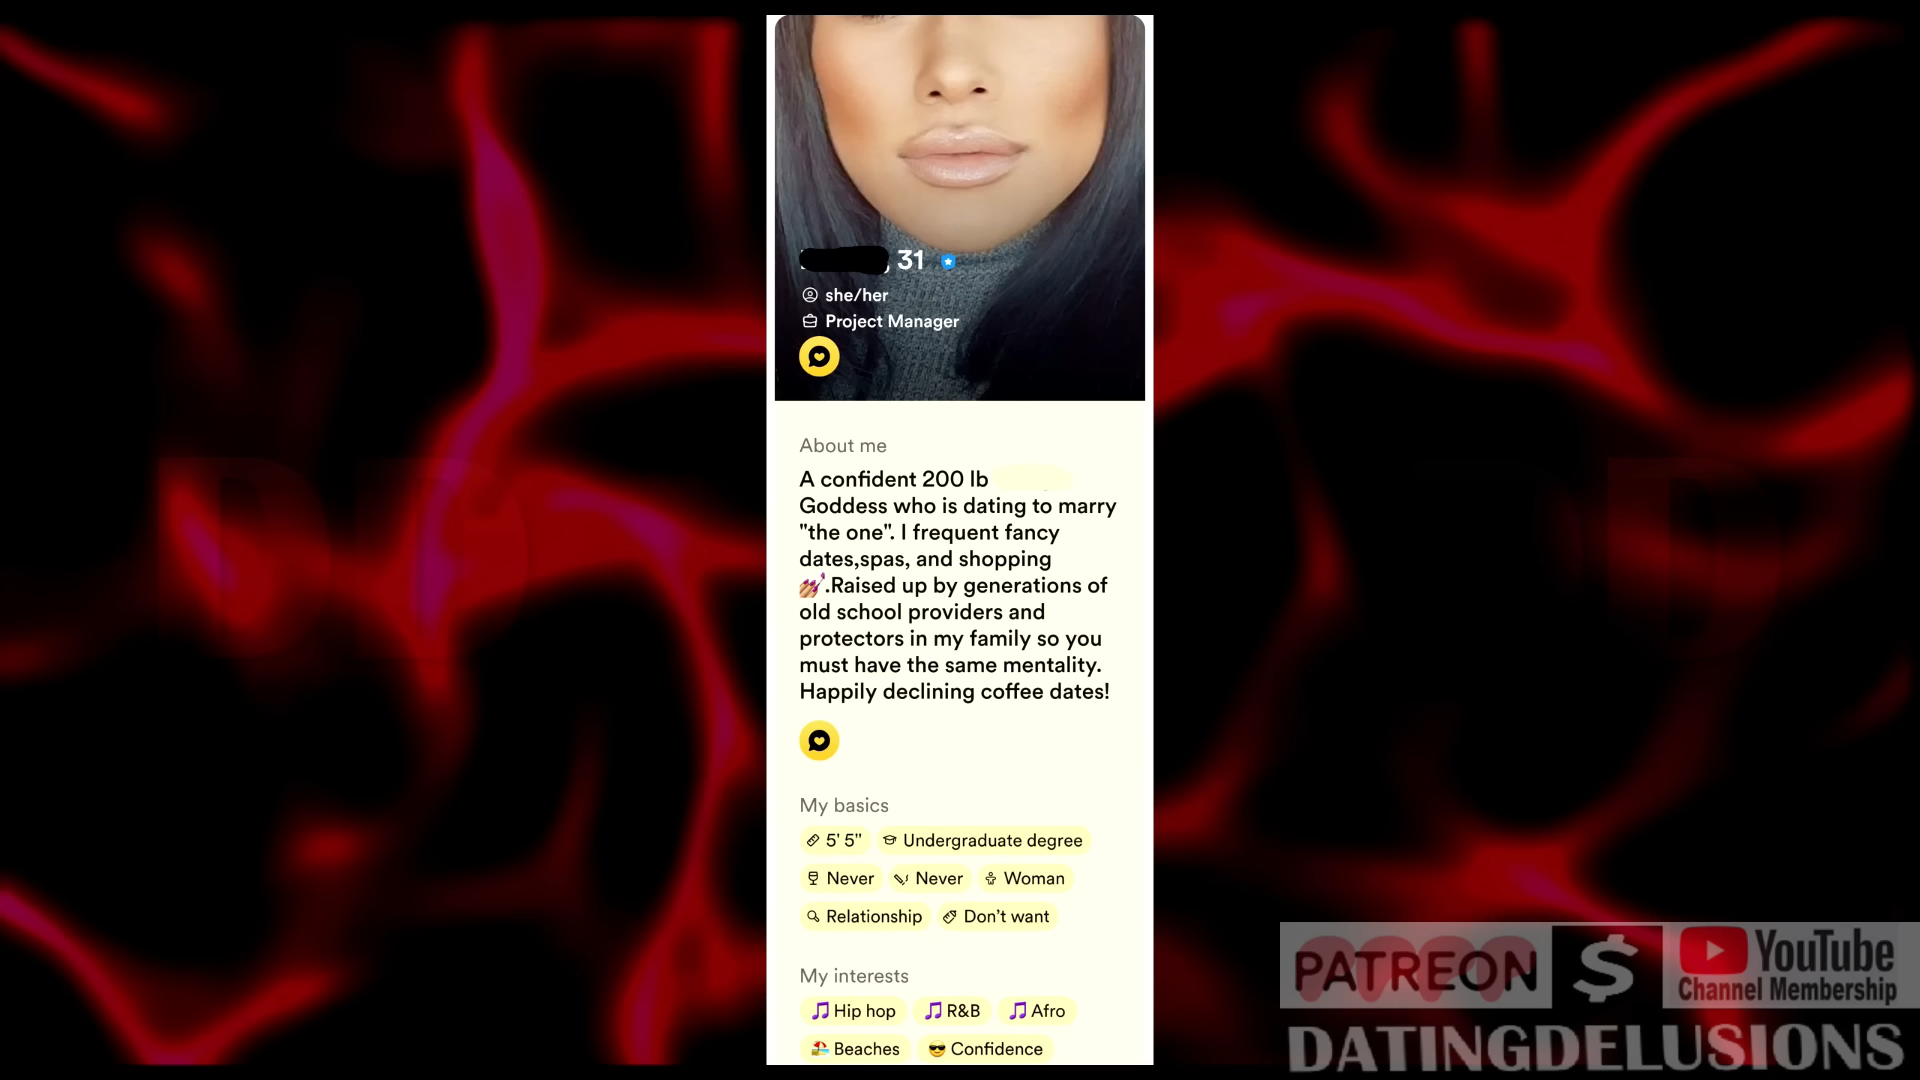 31
she/her
Project Manager
About me
A confident 200 lb
Goddess who is dating to marry
"the one". I frequent fancy
dates,spas, and shopping
💅🏼.Raised up by generations of
old school providers and
protectors in my family so you
must have the same mentality.
Happily declining coffee dates!
My basics
5' 5" Undergraduate degree
Never Never Woman
Relationship Don't want
My interests
🎵 Hip hop 🎵 R&B 🎵 Afro
🏖️ Beaches 😎 Confidence
PATREON $ YouTube
Channel Membership
DATINGDELUSIONS